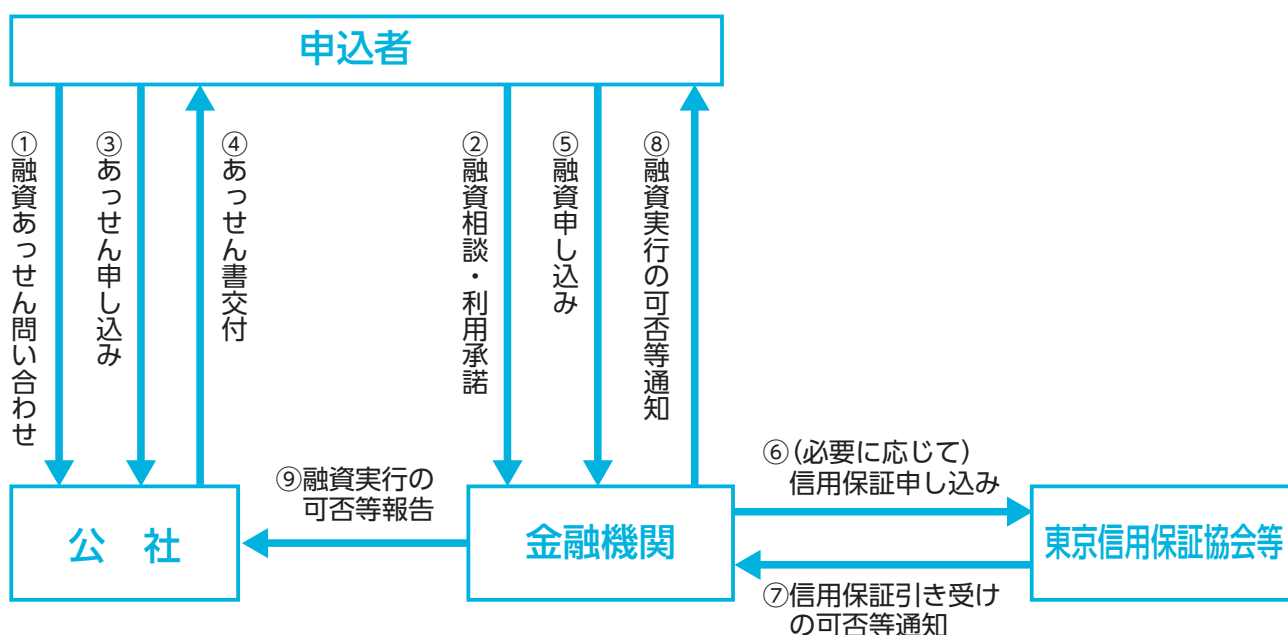 申込者
①融資あっせん問い合わせ
③あっせん申し込み
④あっせん書交付
②融資相談・利用承諾
⑤融資申し込み
⑧融資実行の可否等通知
⑨融資実行の
可否等報告
⑥(必要に応じて)
信用保証申し込み
公 社
金融機関
東京信用保証協会等
⑦信用保証引き受け
の可否等通知